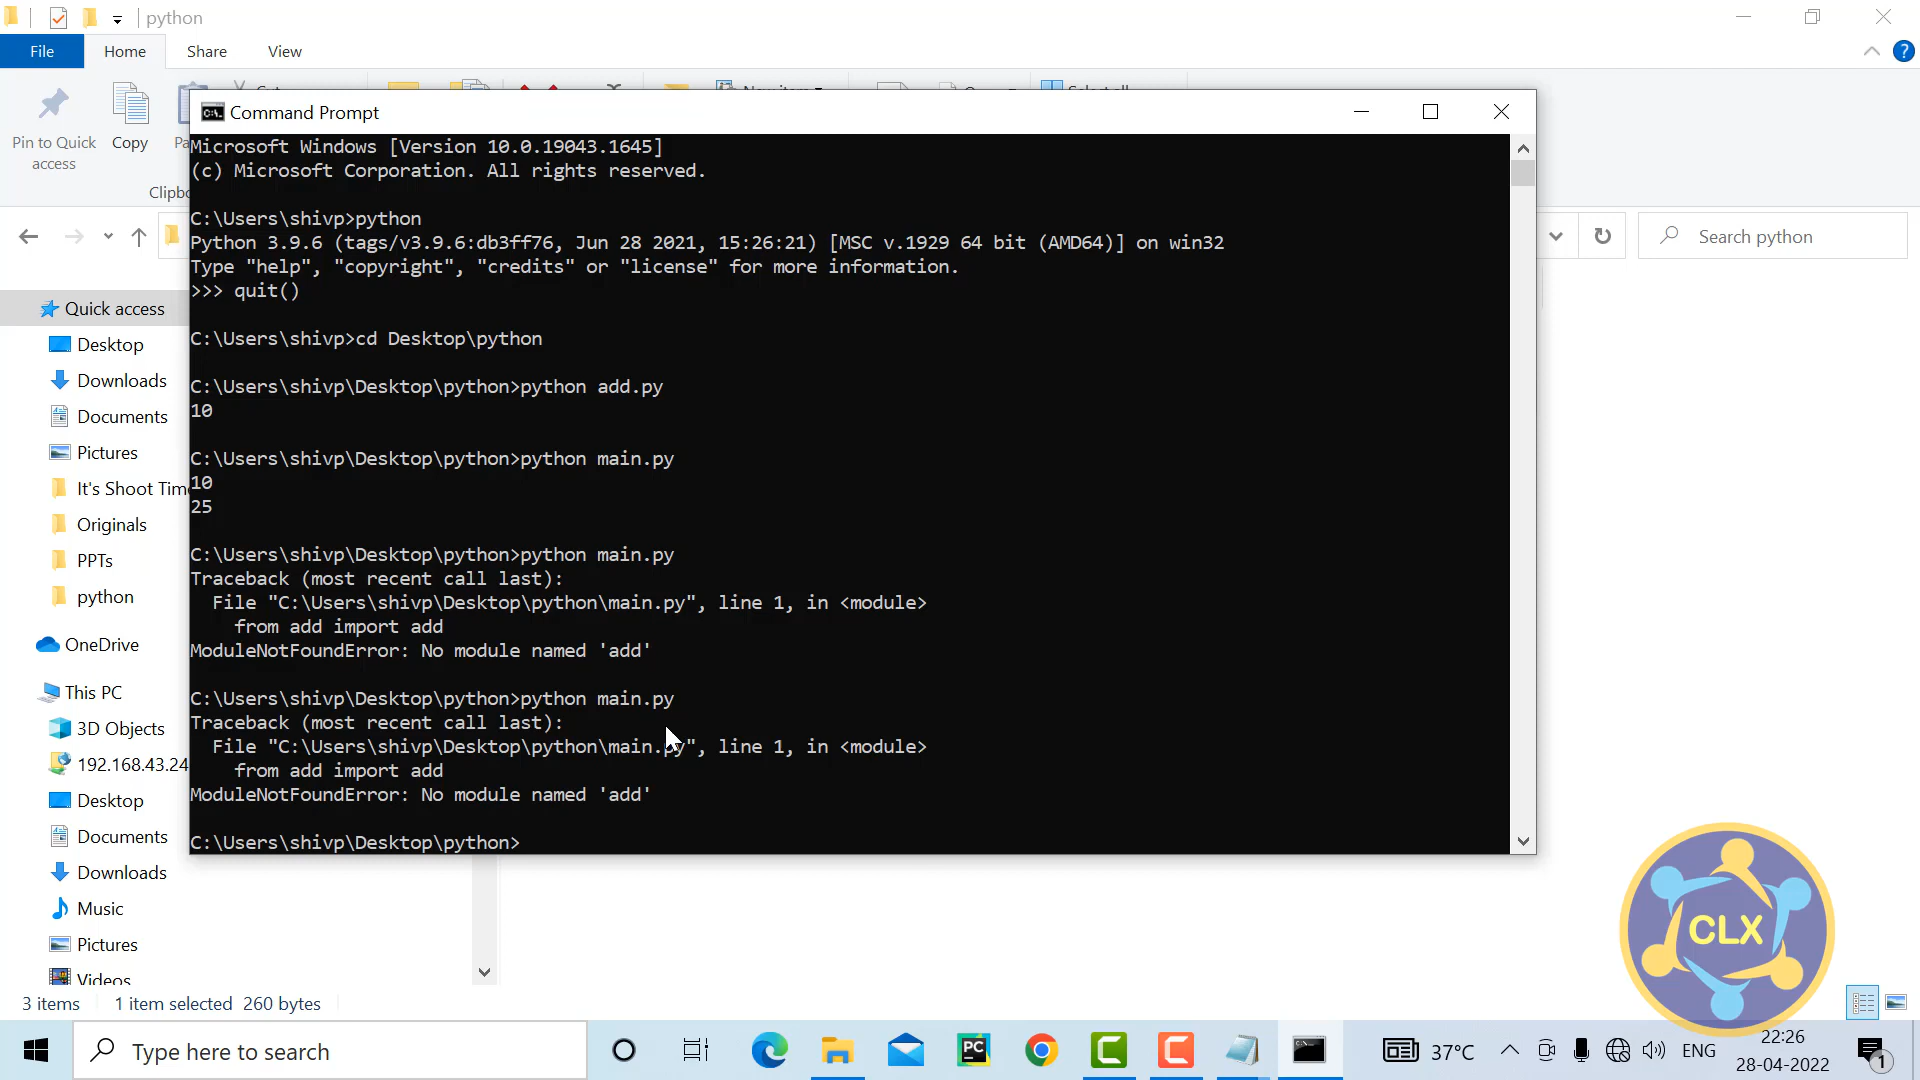 python
File Home Share View
Pin to Quick access
Copy
Clipbo
Command Prompt
Microsoft Windows [Version 10.0.19043.1645]
(c) Microsoft Corporation. All rights reserved.
C:\Users\shivp>python
Python 3.9.6 (tags/v3.9.6:db3ff76, Jun 28 2021, 15:26:21) [MSC v.1929 64 bit (AMD64)] on win32
Type "help", "copyright", "credits" or "license" for more information.
>>> quit()
C:\Users\shivp>cd Desktop\python
C:\Users\shivp\Desktop\python>python add.py
10
C:\Users\shivp\Desktop\python>python main.py
10
25
C:\Users\shivp\Desktop\python>python main.py
Traceback (most recent call last):
  File "C:\Users\shivp\Desktop\python\main.py", line 1, in <module>
    from add import add
ModuleNotFoundError: No module named 'add'
C:\Users\shivp\Desktop\python>python main.py
Traceback (most recent call last):
  File "C:\Users\shivp\Desktop\python\main.py", line 1, in <module>
    from add import add
ModuleNotFoundError: No module named 'add'
C:\Users\shivp\Desktop\python>
Search python
Quick access
Desktop
Downloads
Documents
Pictures
It's Shoot Tim
Originals
PPTs
python
OneDrive
This PC
3D Objects
192.168.43.24
Desktop
Documents
Downloads
Music
Pictures
Videos
3 items 1 item selected 260 bytes
CLX
Type here to search
PC
37°C
ENG
22:26
28-04-2022
1